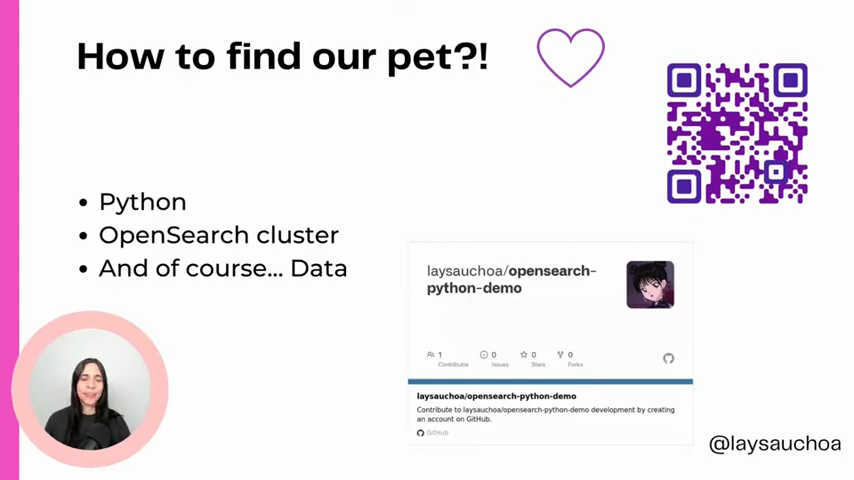 How to find our pet?!
• Python
• OpenSearch cluster
• And of course... Data
laysauchoa/opensearch-
python-demo
1
Contributor
0
Issues
0
Stars
0
Forks
laysauchoa/opensearch-python-demo
Contribute to laysauchoa/opensearch-python-demo development by creating
an account on GitHub.
GitHub
@laysauchoa